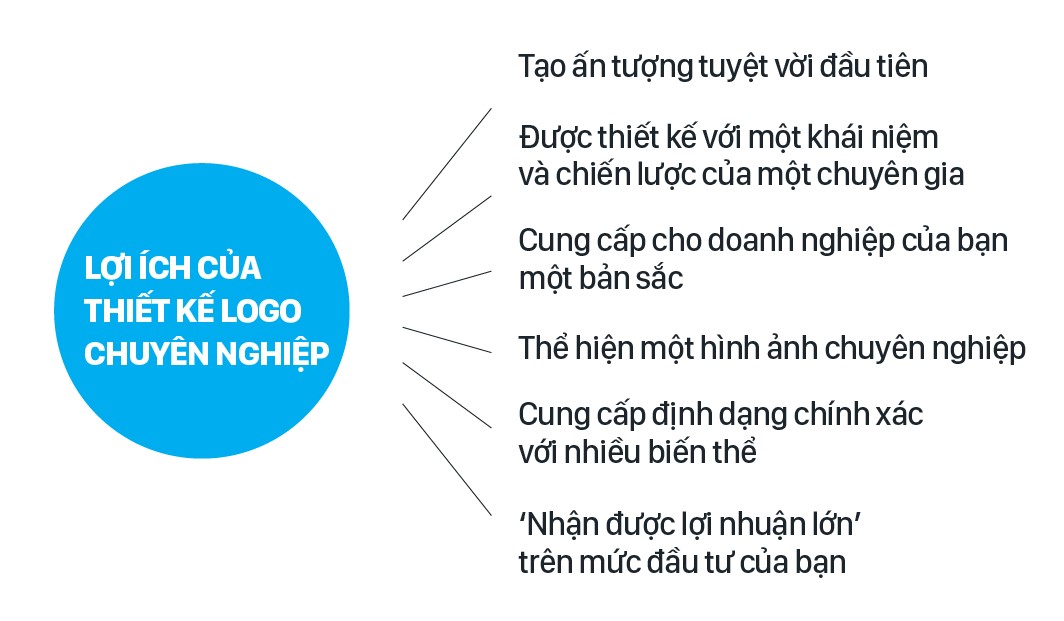 LỢI ÍCH CỦA
THIẾT KẾ LOGO
CHUYÊN NGHIỆP
Tạo ấn tượng tuyệt vời đầu tiên
Được thiết kế với một khái niệm
và chiến lược của một chuyên gia
Cung cấp cho doanh nghiệp của bạn
một bản sắc
Thể hiện một hình ảnh chuyên nghiệp
Cung cấp định dạng chính xác
với nhiều biến thể
‘Nhận được lợi nhuận lớn’
trên mức đầu tư của bạn